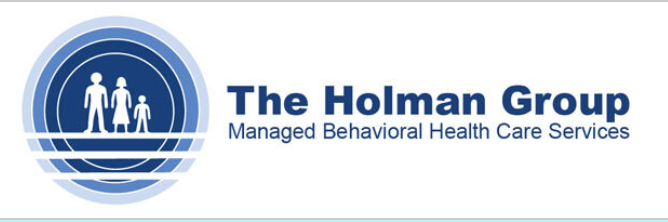 The Holman Group
Managed Behavioral Health Care Services